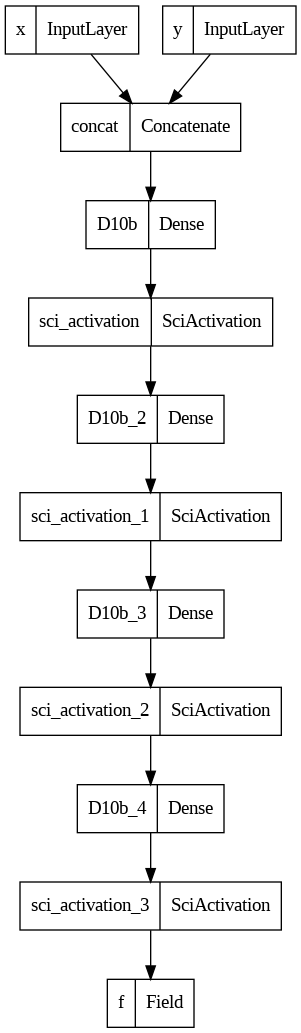 x InputLayer y InputLayer
concat Concatenate
D10b Dense
sci_activation SciActivation
D10b_2 Dense
sci_activation_1 SciActivation
D10b_3 Dense
sci_activation_2 SciActivation
D10b_4 Dense
sci_activation_3 SciActivation
f Field